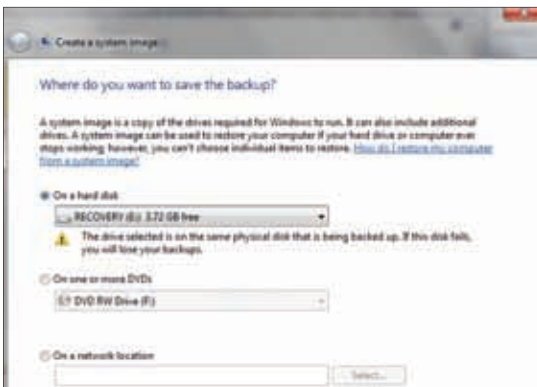 Create a system image
Where do you want to save the backup?
A system image is a copy of the drives required for Windows to run. It can also include additional
drives. A system image can be used to restore your computer if your hard drive or computer ever
stops working; however, you can't choose individual items to restore. How do I restore my computer
from a system image?
On a hard disk
RECOVERY (E:) 3.72 GB free
The drive selected is on the same physical disk that is being backed up. If this disk fails,
you will lose your backups.
On one or more DVDs
DVD RW Drive (F:)
On a network location
Select...